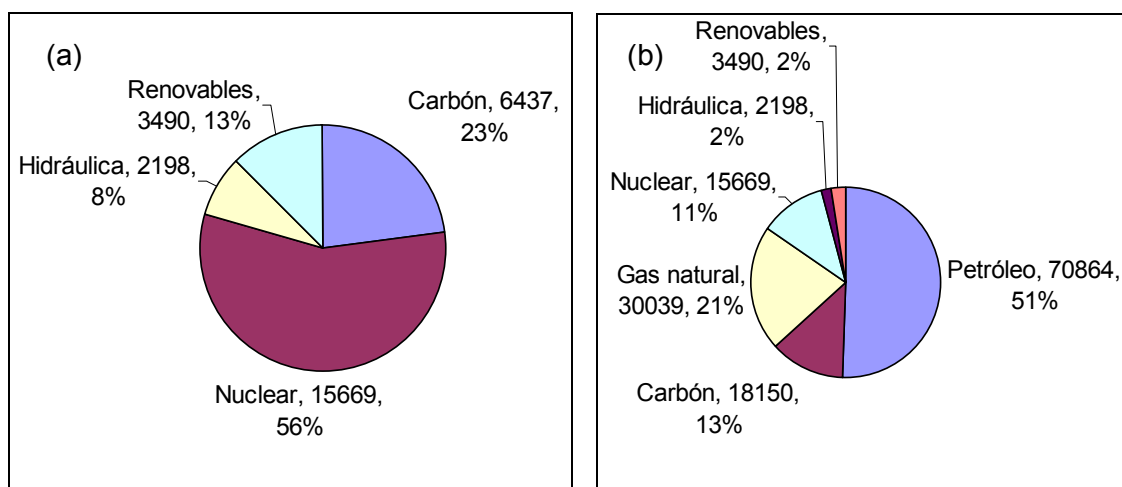 (a)
Renovables,
3490, 13%
Carbón, 6437,
23%
Hidráulica, 2198,
8%
Nuclear, 15669,
56%
(b)
Renovables,
3490, 2%
Hidráulica, 2198,
2%
Nuclear, 15669,
11%
Gas natural,
30039, 21%
Petróleo, 70864,
51%
Carbón, 18150,
13%